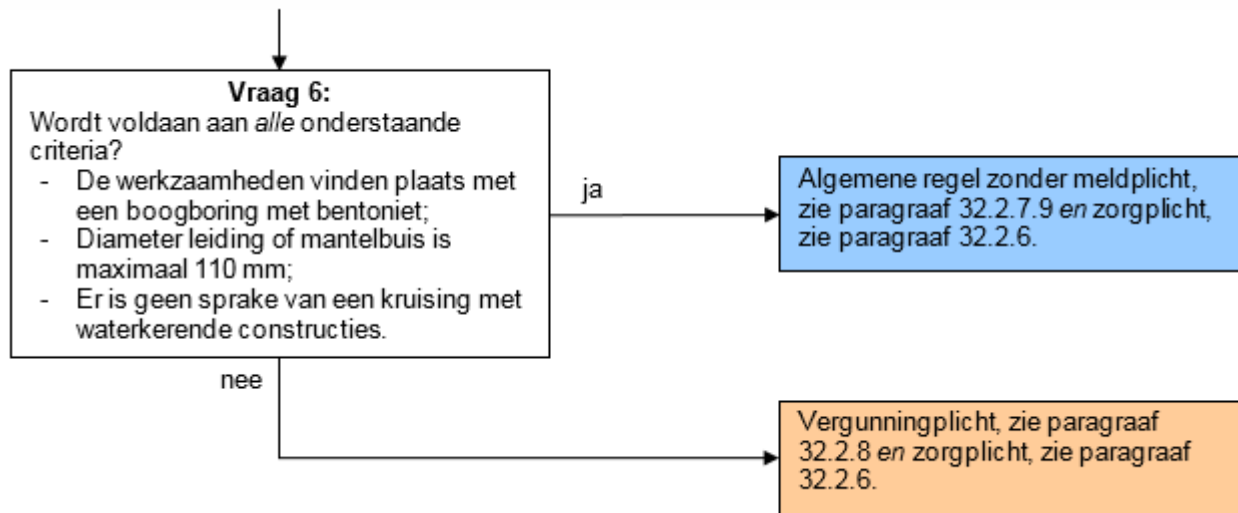 Vraag 6:
Wordt voldaan aan alle onderstaande
criteria?
- De werkzaamheden vinden plaats met
een boogboring met bentoniet;
- Diameter leiding of mantelbuis is
maximaal 110 mm;
- Er is geen sprake van een kruising met
waterkerende constructies.
ja
Algemene regel zonder meldplicht,
zie paragraaf 32.2.7.9 en zorgplicht,
zie paragraaf 32.2.6.
nee
Vergunningplicht, zie paragraaf
32.2.8 en zorgplicht, zie paragraaf
32.2.6.